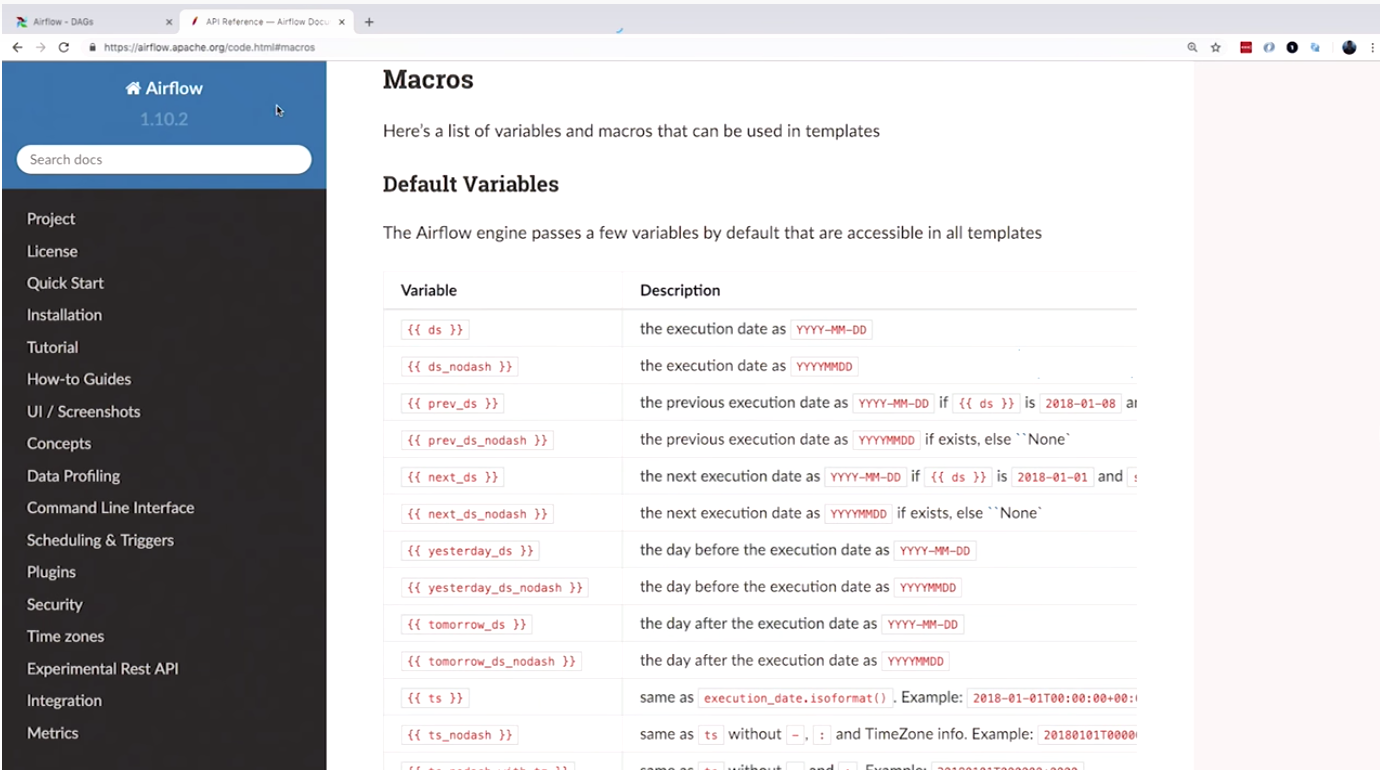 Airflow - DAGs
API Reference — Airflow Docu
https://airflow.apache.org/code.html#macros
Airflow
1.10.2
Search docs
Project
License
Quick Start
Installation
Tutorial
How-to Guides
UI / Screenshots
Concepts
Data Profiling
Command Line Interface
Scheduling & Triggers
Plugins
Security
Time zones
Experimental Rest API
Integration
Metrics
Macros
Here's a list of variables and macros that can be used in templates
Default Variables
The Airflow engine passes a few variables by default that are accessible in all templates
Variable Description
{{ ds }} the execution date as YYYY-MM-DD
{{ ds_nodash }} the execution date as YYYYMMDD
{{ prev_ds }} the previous execution date as YYYY-MM-DD if {{ ds }} is 2018-01-08 ar
{{ prev_ds_nodash }} the previous execution date as YYYYMMDD if exists, else ``None`
{{ next_ds }} the next execution date as YYYY-MM-DD if {{ ds }} is 2018-01-01 and s
{{ next_ds_nodash }} the next execution date as YYYYMMDD if exists, else ``None`
{{ yesterday_ds }} the day before the execution date as YYYY-MM-DD
{{ yesterday_ds_nodash }} the day before the execution date as YYYYMMDD
{{ tomorrow_ds }} the day after the execution date as YYYY-MM-DD
{{ tomorrow_ds_nodash }} the day after the execution date as YYYYMMDD
{{ ts }} same as execution_date.isoformat() . Example: 2018-01-01T00:00:00+00:
{{ ts_nodash }} same as ts without - , : and TimeZone info. Example: 20180101T0000